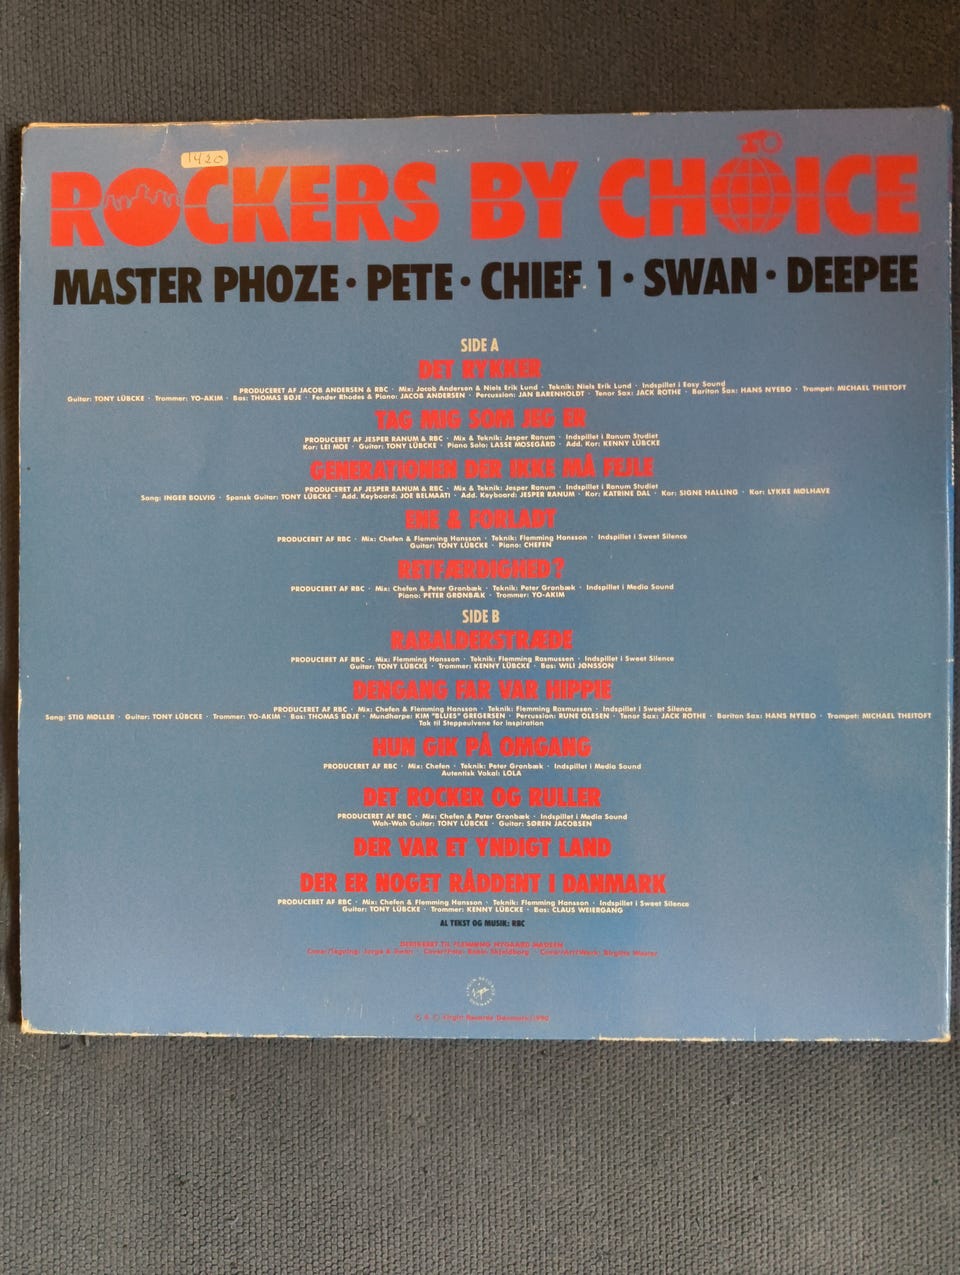 1420
ROCKERS BY CHOICE
MASTER PHOZE · PETE · CHIEF 1 · SWAN · DEEPEE
SIDE A
DET RYKKER
PRODUCERET AF JACOB ANDERSEN & RBC · Mix: Jacob Andersen & Niels Erik Lund · Teknik: Niels Erik Lund · Indspillet i Easy Sound
Guitar: TONY LÜBCKE · Trommer: YO-AKIM · Bas: THOMAS BØJE · Fender Rhodes & Piano: JACOB ANDERSEN · Percussion: JAN BARENHOLDT · Tenor Sax: JACK ROTHE · Bariton Sax: HANS NYEBO · Trompet: MICHAEL THIETOFT
TAG MIG SOM JEG ER
PRODUCERET AF JESPER RANUM & RBC · Mix & Teknik: Jesper Ranum · Indspillet i Ranum Studiet
Kor: LEI MOE · Guitar: TONY LÜBCKE · Piano Solo: LASSE MOSEGÅRD · Add. Kor: KENNY LÜBCKE
GENERATIONEN DER IKKE MÅ FEJLE
PRODUCERET AF JESPER RANUM & RBC · Mix & Teknik: Jesper Ranum · Indspillet i Ranum Studiet
Sang: INGER BOLVIG · Spansk Guitar: TONY LÜBCKE · Add. Keyboard: JOE BELMAATI · Add. Keyboard: JESPER RANUM · Kor: KATRINE DAL · Kor: SIGNE HALLING · Kor: LYKKE MØLHAVE
ENE & FORLADT
PRODUCERET AF RBC · Mix: Chefen & Flemming Hansson · Teknik: Flemming Hansson · Indspillet i Sweet Silence
Guitar: TONY LÜBCKE · Piano: CHEFEN
RETFÆRDIGHED?
PRODUCERET AF RBC · Mix: Chefen & Peter Grønbæk · Teknik: Peter Grønbæk · Indspillet i Media Sound
Piano: PETER GRØNBÆK · Trommer: YO-AKIM
SIDE B
RABALDERSTRÆDE
PRODUCERET AF RBC · Mix: Flemming Hansson · Teknik: Flemming Rasmussen · Indspillet i Sweet Silence
Guitar: TONY LÜBCKE · Trommer: KENNY LÜBCKE · Bas: WILI JØNSSON
DENGANG FAR VAR HIPPIE
PRODUCERET AF RBC · Mix: Chefen & Flemming Hansson · Teknik: Flemming Rasmussen · Indspillet i Sweet Silence
Sang: STIG MØLLER · Guitar: TONY LÜBCKE · Trommer: YO-AKIM · Bas: THOMAS BØJE · Mundharpe: KIM "BLUES" GREGERSEN · Percussion: RUNE OLESEN · Tenor Sax: JACK ROTHE · Bariton Sax: HANS NYEBO · Trompet: MICHAEL THEITOFT
Tak til Steppeulvene for inspiration
HUN GIK PÅ OMGANG
PRODUCERET AF RBC · Mix: Chefen · Teknik: Peter Grønbæk · Indspillet i Media Sound
Autentisk Vokal: LOLA
DET ROCKER OG RULLER
PRODUCERET AF RBC · Mix: Chefen & Peter Grønbæk · Indspillet i Media Sound
Wah-Wah Guitar: TONY LÜBCKE · Guitar: SØREN JACOBSEN
DER VAR ET YNDIGT LAND
DER ER NOGET RÅDDENT I DANMARK
PRODUCERET AF RBC · Mix: Chefen & Flemming Hansson · Teknik: Flemming Hansson · Indspillet i Sweet Silence
Guitar: TONY LÜBCKE · Trommer: KENNY LÜBCKE · Bas: CLAUS WEIERGANG
AL TEKST OG MUSIK: RBC
DEDIKERET TIL FLEMMING NYGAARD MADSEN
Cover/Foto: Robin Skjoldborg
Virgin
Virgin Records Denmark 1990